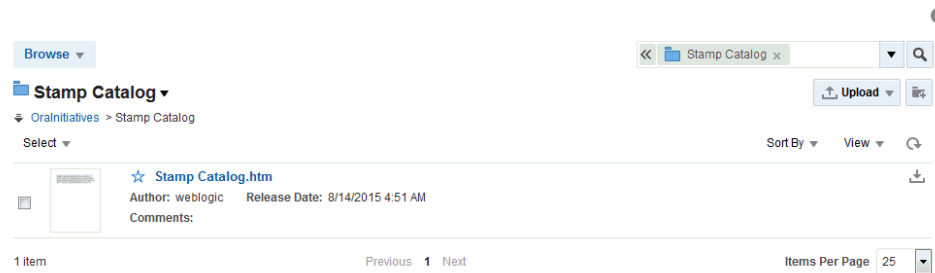 Browse
Stamp Catalog
Stamp Catalog
Upload
OraInitiatives > Stamp Catalog
Select Sort By View
Stamp Catalog.htm
Author: weblogic Release Date: 8/14/2015 4:51 AM
Comments:
1 item Previous 1 Next Items Per Page 25